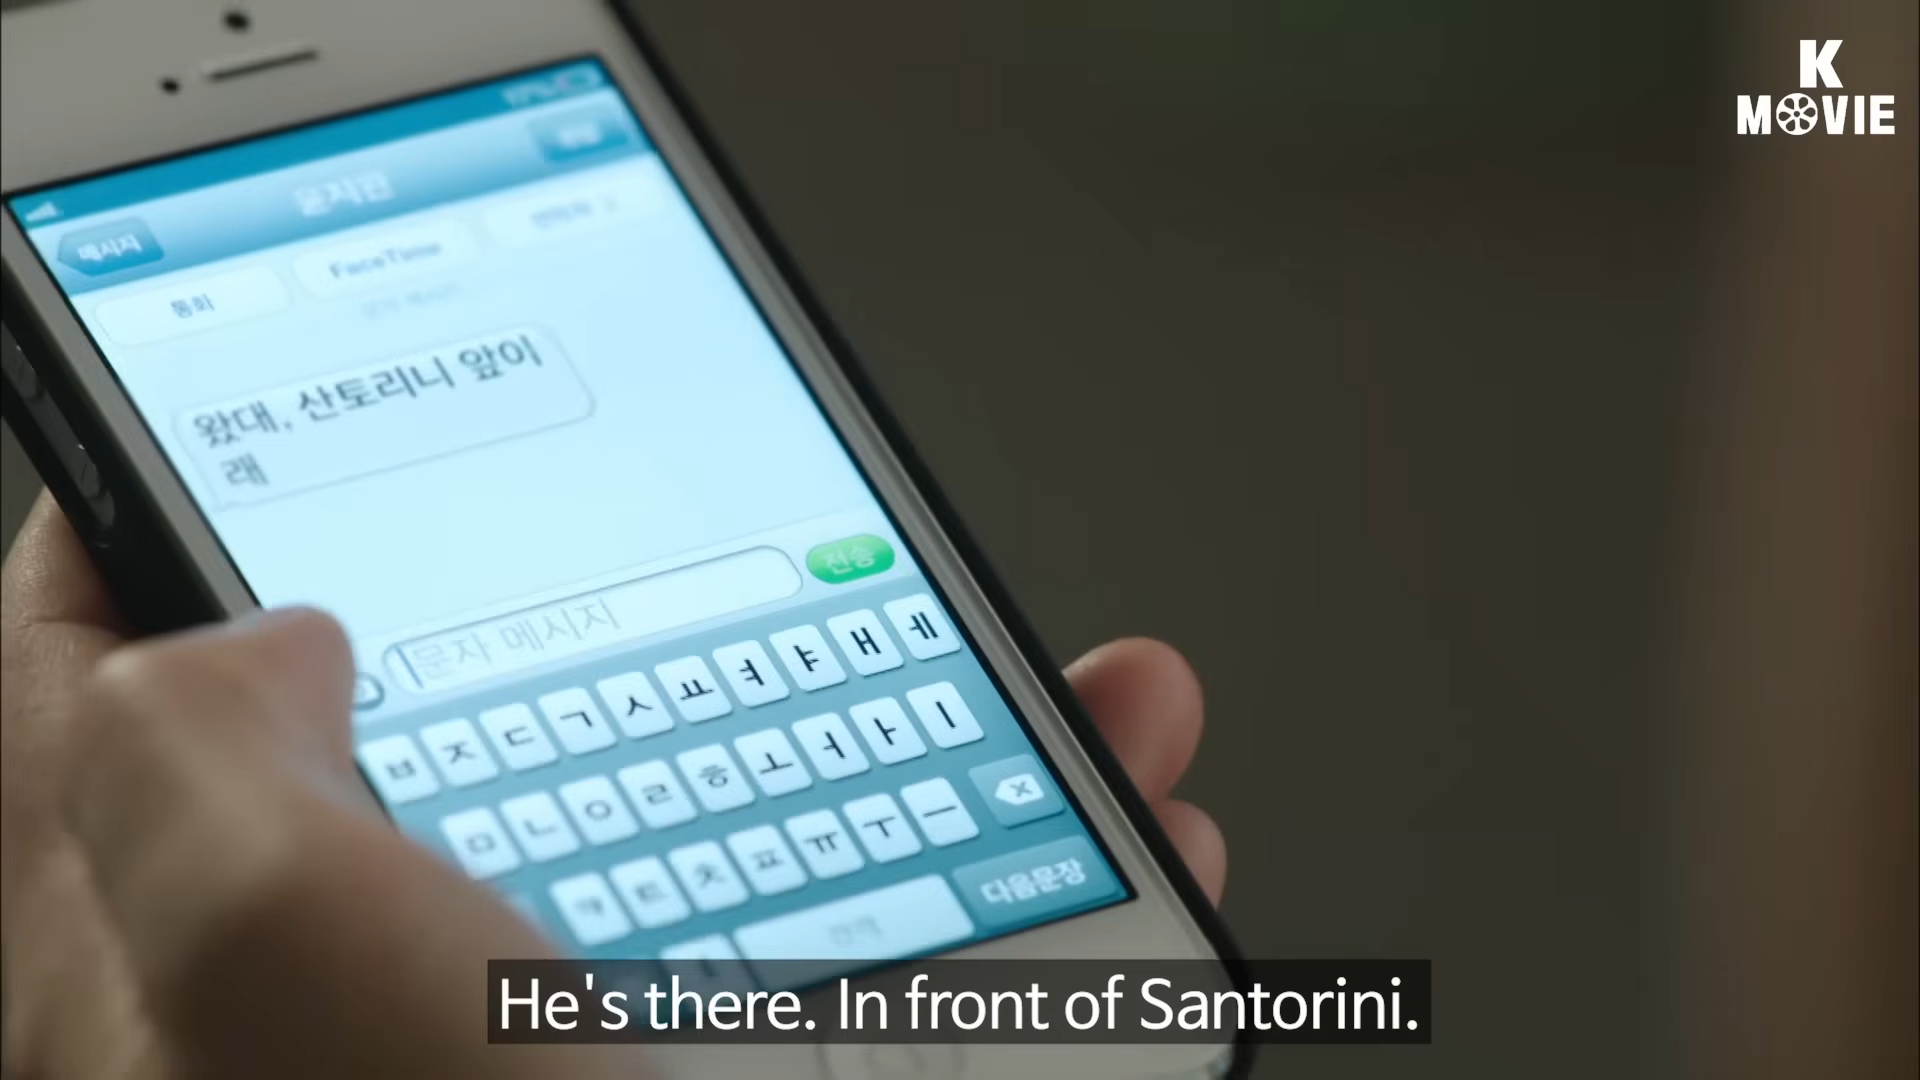 K
MOVIE
메시지
FaceTime
통화
왔대, 산토리니 앞이
래
전송
문자 메시지
ㅂ ㅈ ㄷ ㄱ ㅅ ㅛ ㅕ ㅑ ㅐ ㅔ
ㅁ ㄴ ㅇ ㄹ ㅎ ㅗ ㅓ ㅏ ㅣ
ㅋ ㅌ ㅊ ㅍ ㅠ ㅜ ㅡ
다음문장
He's there. In front of Santorini.